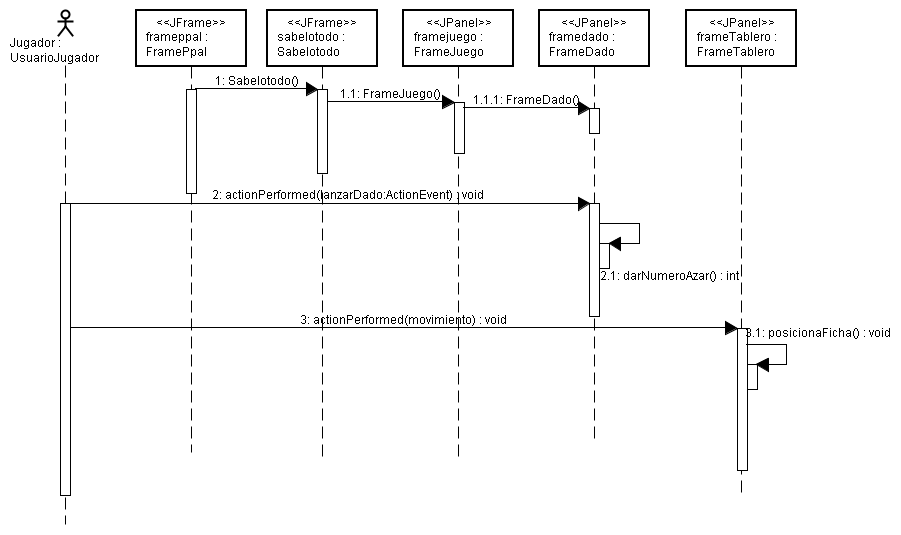 Jugador :
UsuarioJugador
<<JFrame>>
frameppal :
FramePpal
<<JFrame>>
sabelotodo :
Sabelotodo
<<JPanel>>
framejuego :
FrameJuego
<<JPanel>>
framedado :
FrameDado
<<JPanel>>
frameTablero :
FrameTablero
1: Sabelotodo()
1.1: FrameJuego()
1.1.1: FrameDado()
2: actionPerformed(lanzarDado:ActionEvent) : void
2.1: darNumeroAzar() : int
3: actionPerformed(movimiento) : void
3.1: posicionaFicha() : void